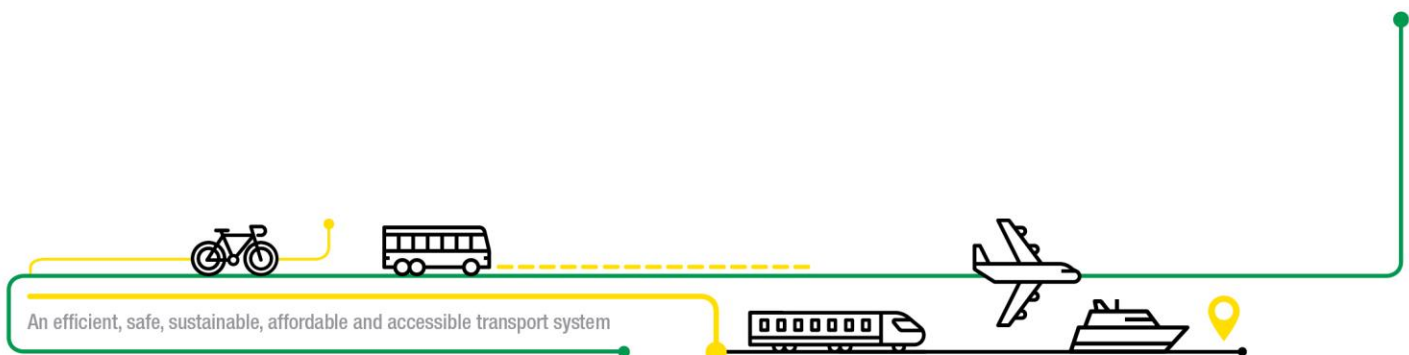 An efficient, safe, sustainable, affordable and accessible transport system